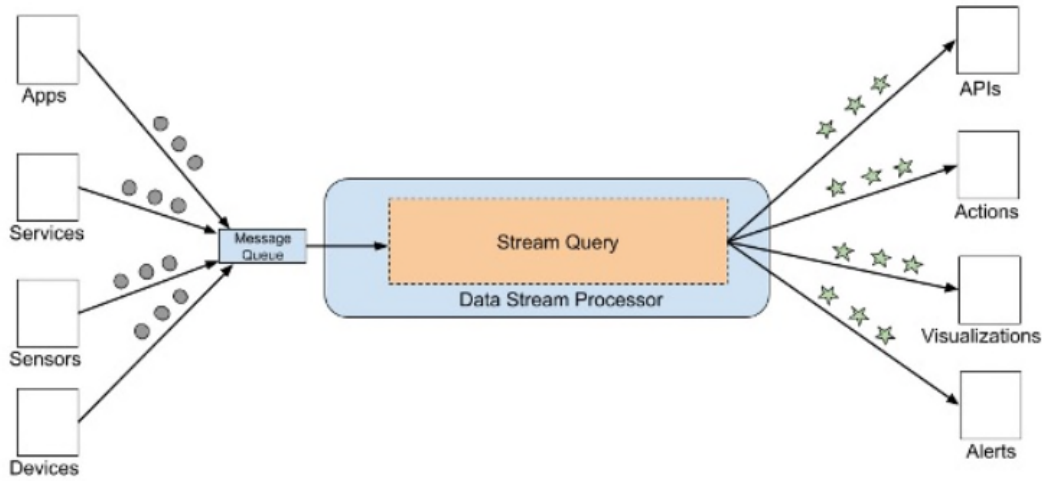 Apps
Services
Sensors
Devices
Message
Queue
Stream Query
Data Stream Processor
APIs
Actions
Visualizations
Alerts